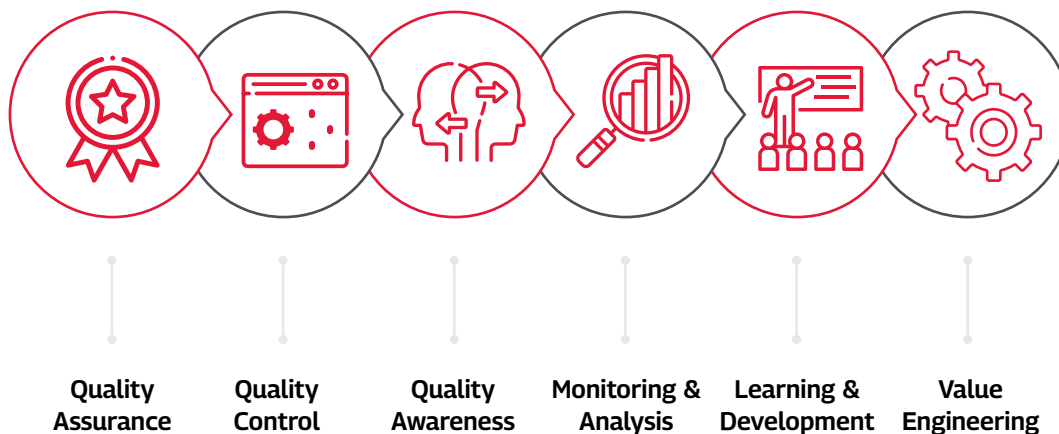 Quality
Assurance
Quality
Control
Quality
Awareness
Monitoring &
Analysis
Learning &
Development
Value
Engineering